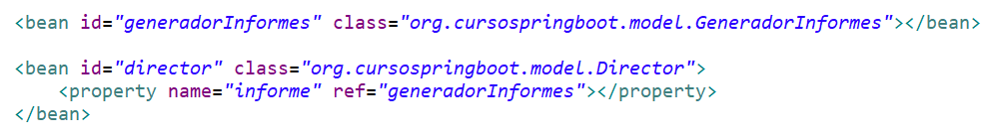 <bean id="generadorInformes" class="org.cursospringboot.model.GeneradorInformes"></bean>
<bean id="director" class="org.cursospringboot.model.Director">
<property name="informe" ref="generadorInformes"></property>
</bean>